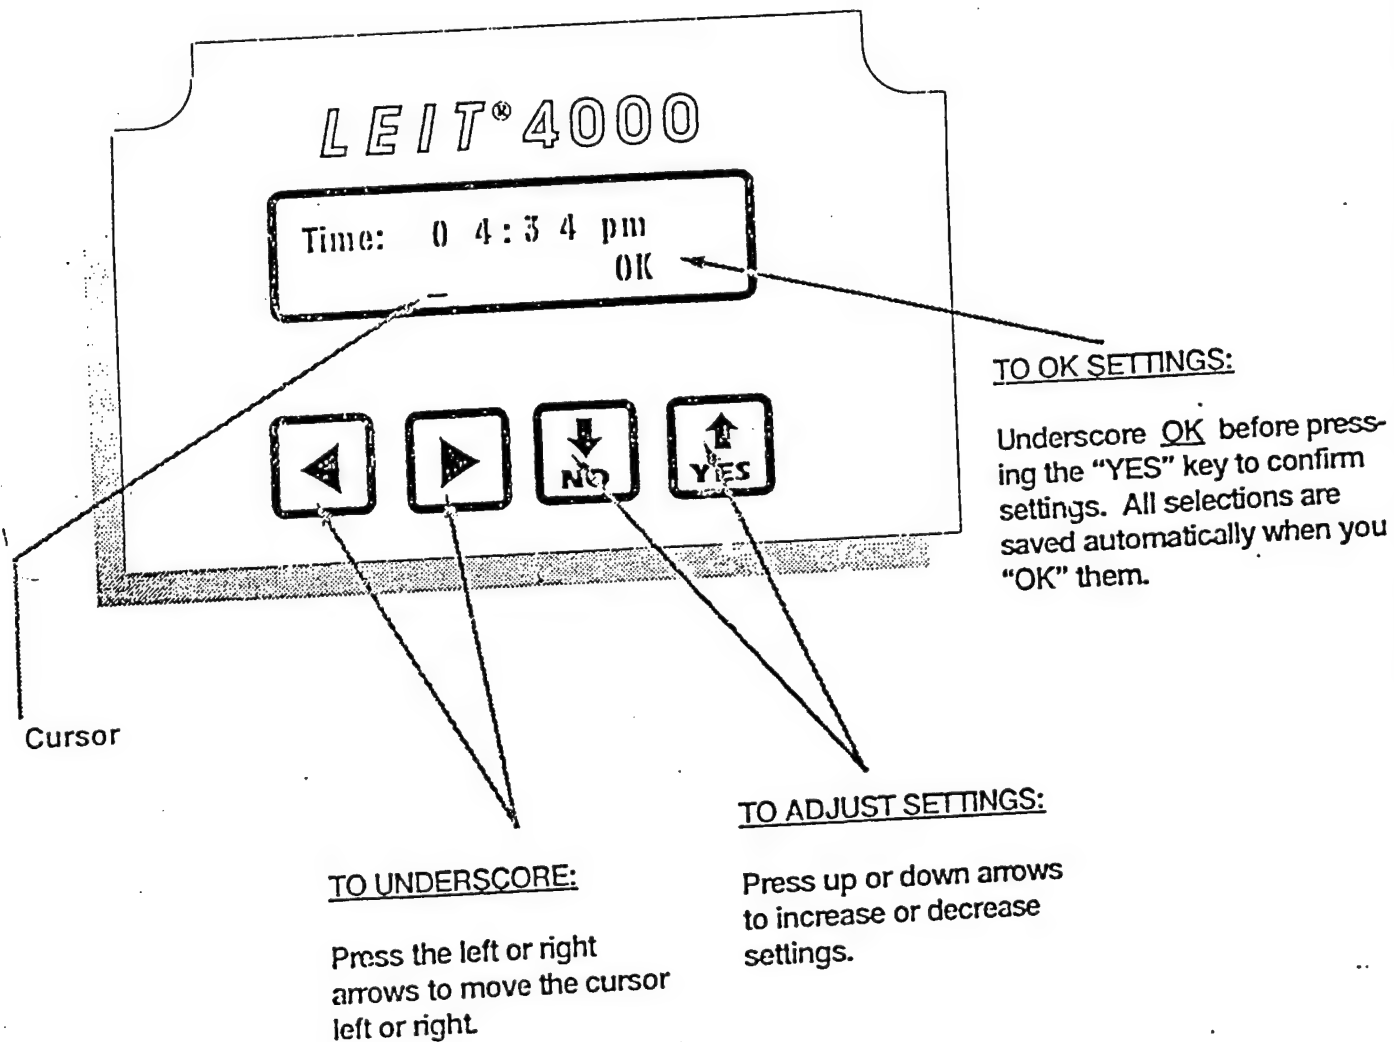 LEIT® 4000
Time: 0 4:34 pm
OK
NO
YES
TO OK SETTINGS:
Underscore OK before press-
ing the "YES" key to confirm
settings. All selections are
saved automatically when you
"OK" them.
Cursor
TO ADJUST SETTINGS:
Press up or down arrows
to increase or decrease
settings.
TO UNDERSCORE:
Press the left or right
arrows to move the cursor
left or right.